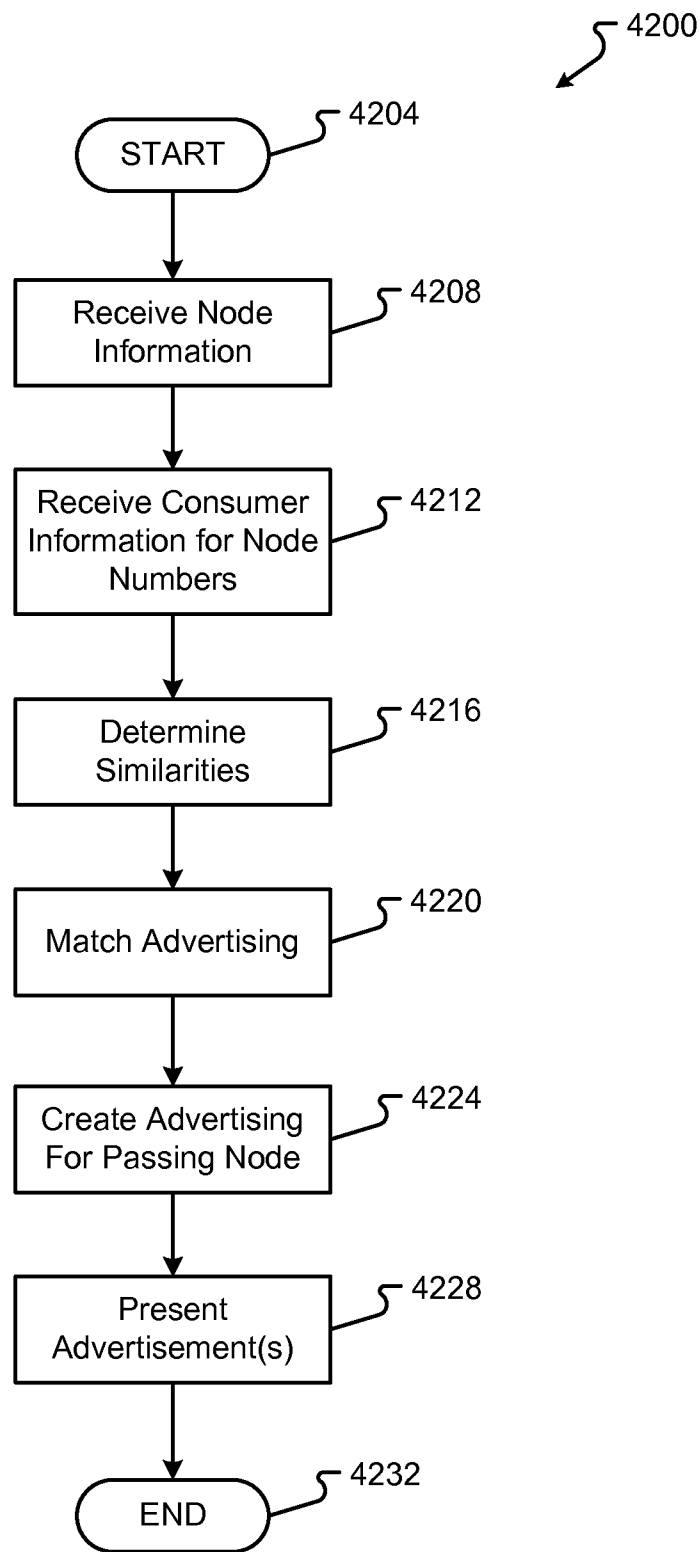 4200
START
4204
Receive Node
Information
4208
Receive Consumer
Information for Node
Numbers
4212
Determine
Similarities
4216
Match Advertising
4220
Create Advertising
For Passing Node
4224
Present
Advertisement(s)
4228
END
4232